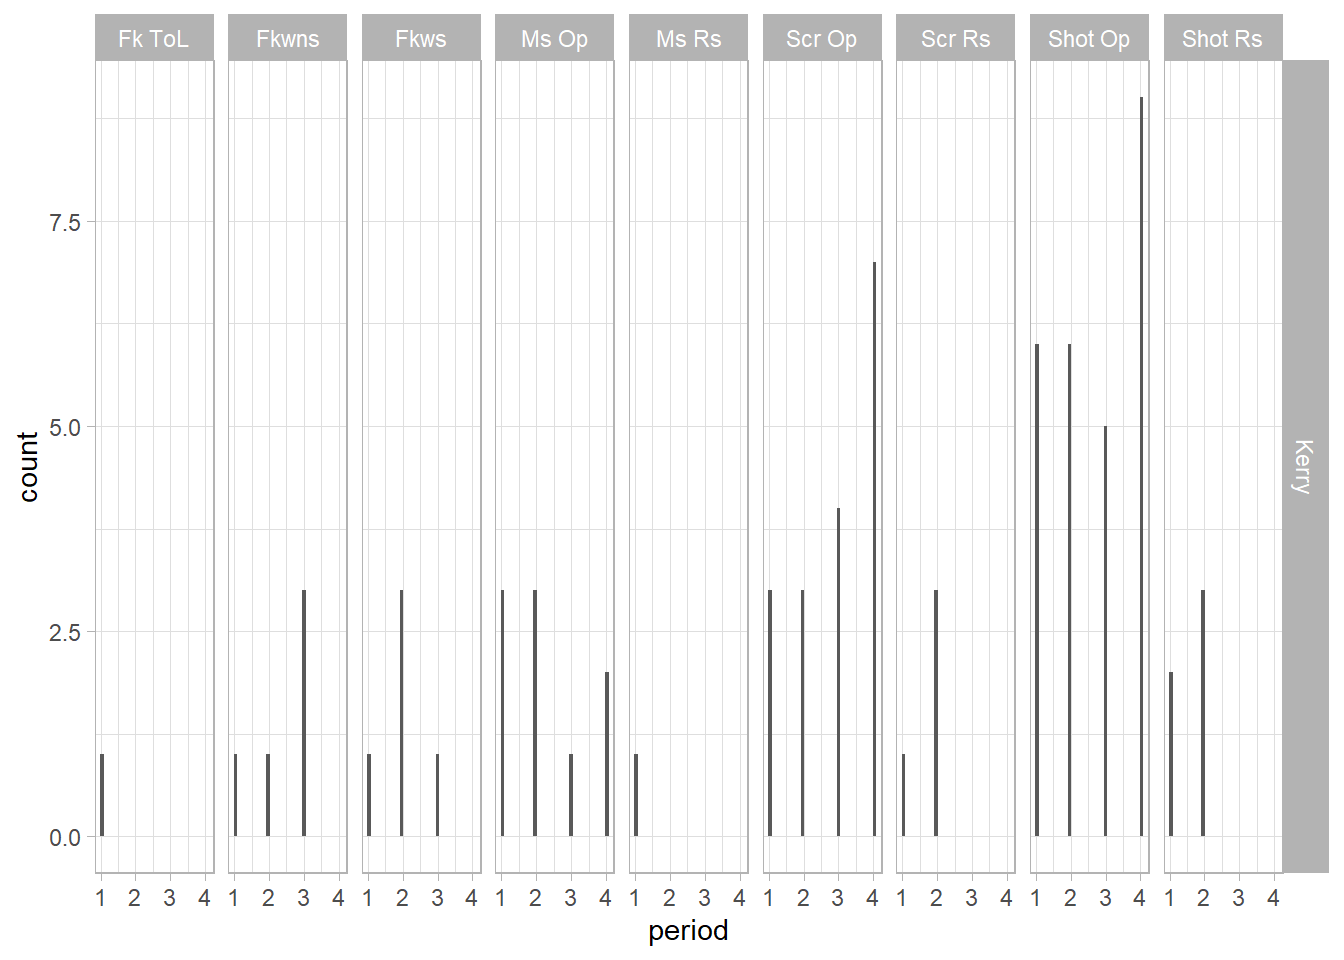 Fk ToL Fkwns Fkws Ms Op Ms Rs Scr Op Scr Rs Shot Op Shot Rs
7.5
5.0
2.5
0.0
count
Kerry
1 2 3 4 1 2 3 4 1 2 3 4 1 2 3 4 1 2 3 4 1 2 3 4 1 2 3 4 1 2 3 4 1 2 3 4
period